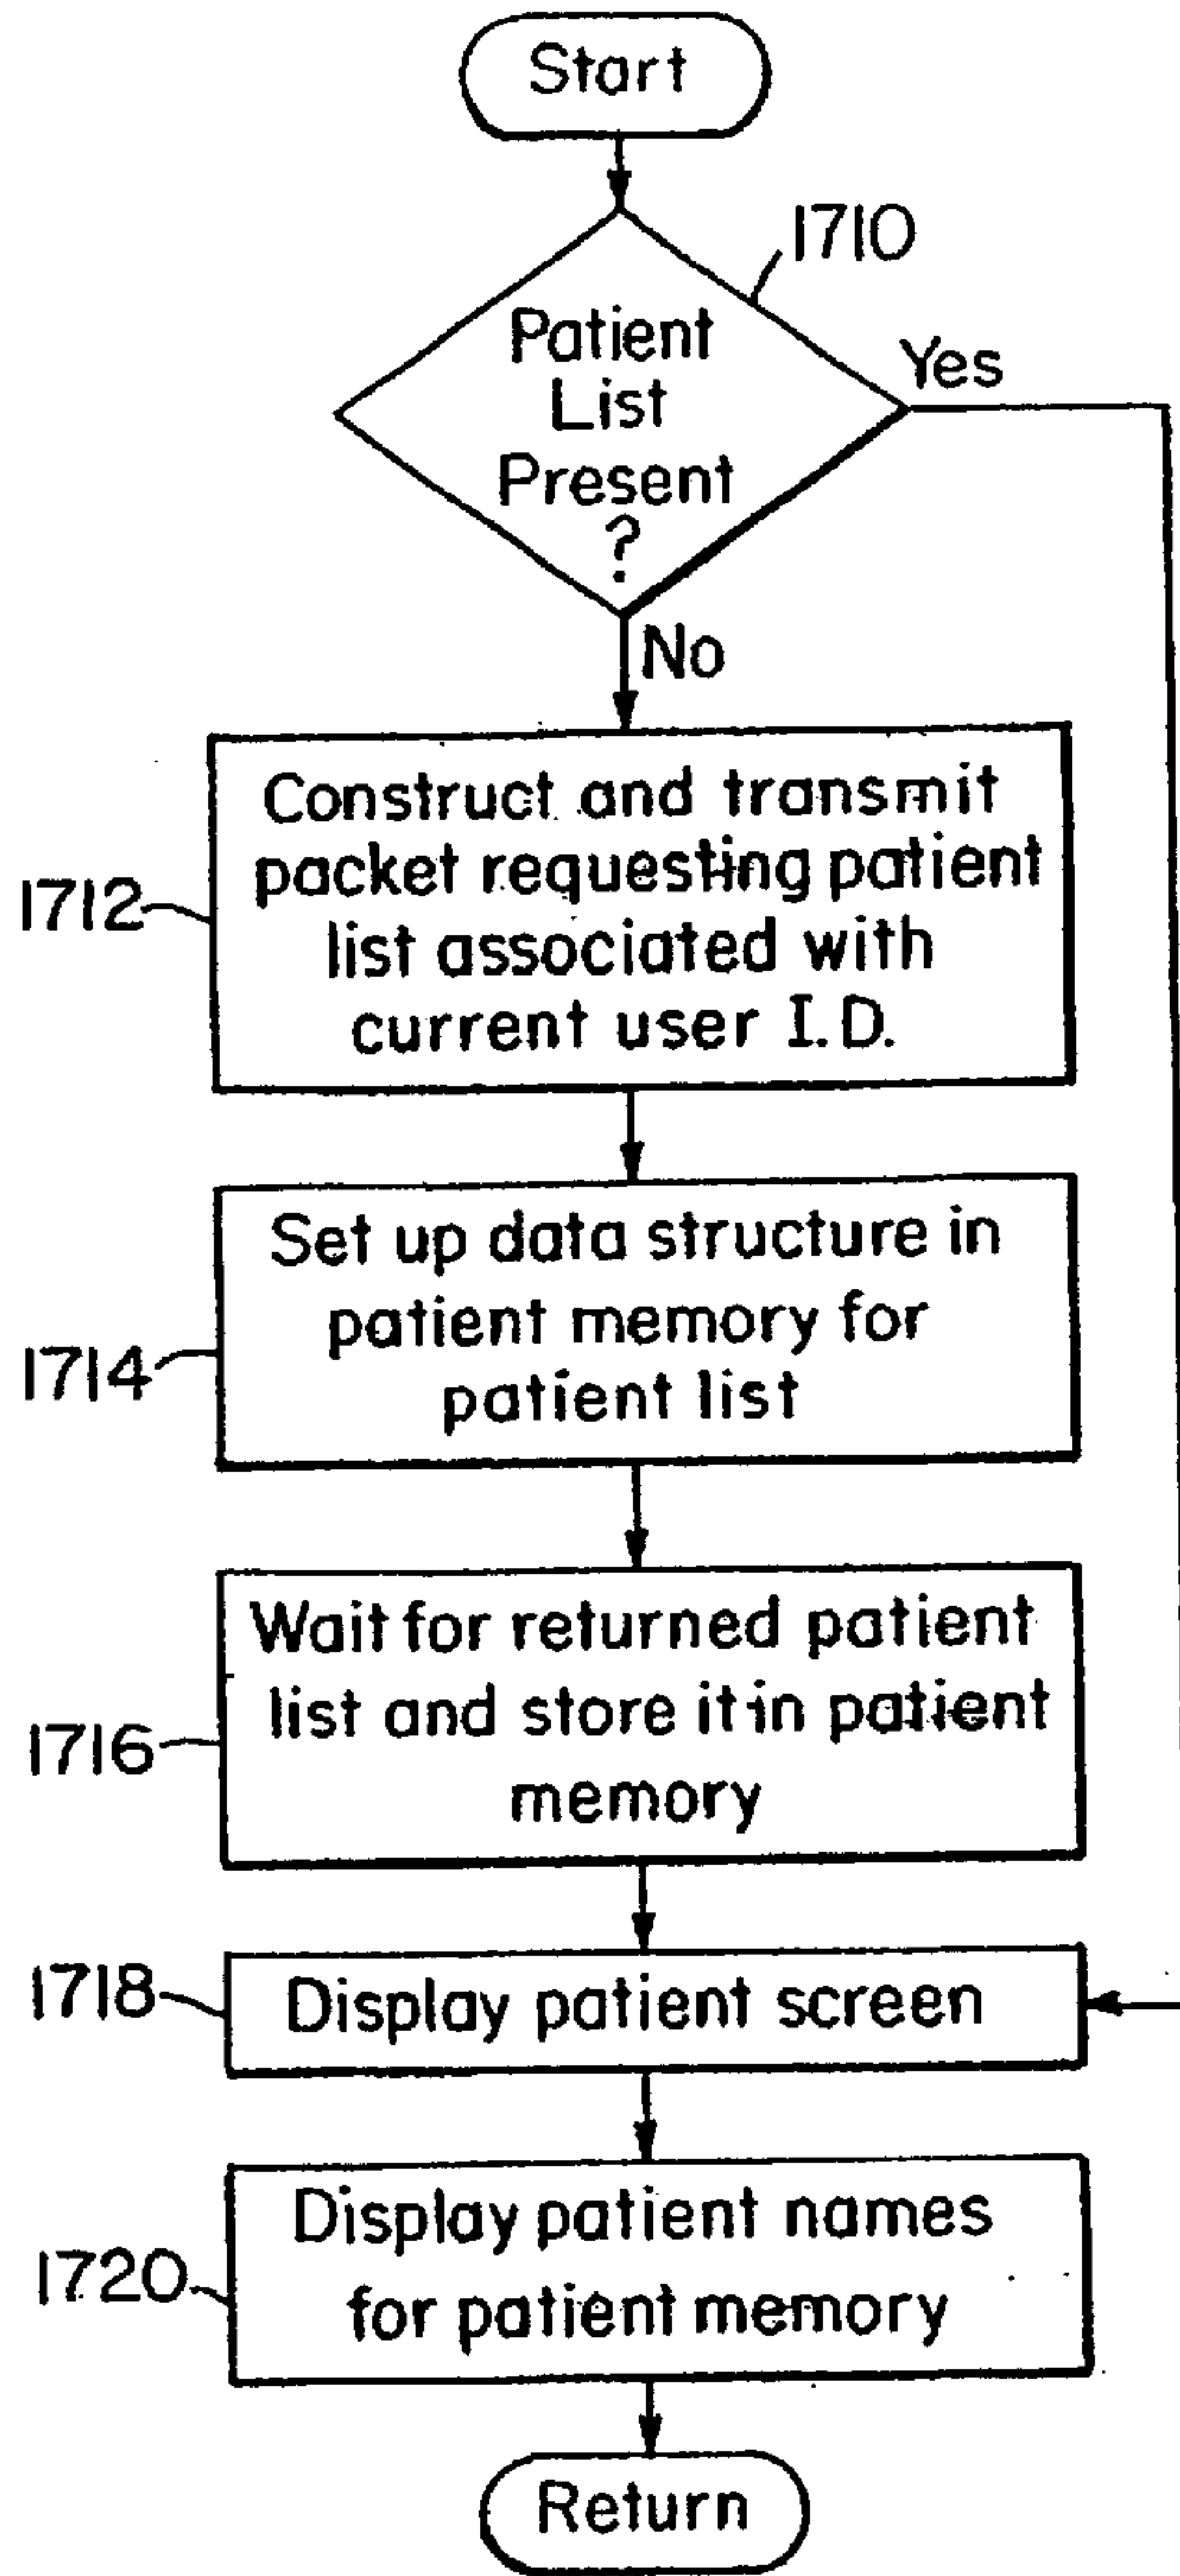 Start
1710
Patient
List
Present
?
Yes
No
1712
Construct and transmit
packet requesting patient
list associated with
current user I.D.
1714
Set up data structure in
patient memory for
patient list
1716
Wait for returned patient
list and store it in patient
memory
1718
Display patient screen
1720
Display patient names
for patient memory
Return